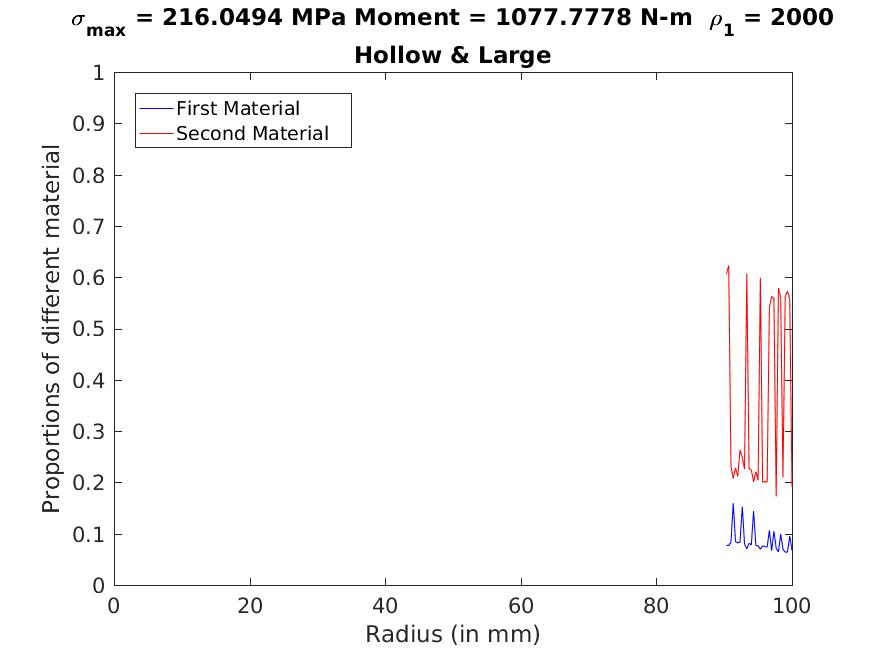 σmax = 216.0494 MPa Moment = 1077.7778 N-m ρ1 = 2000
Hollow & Large
First Material
Second Material
Proportions of different material
1
0.9
0.8
0.7
0.6
0.5
0.4
0.3
0.2
0.1
0
0 20 40 60 80 100
Radius (in mm)